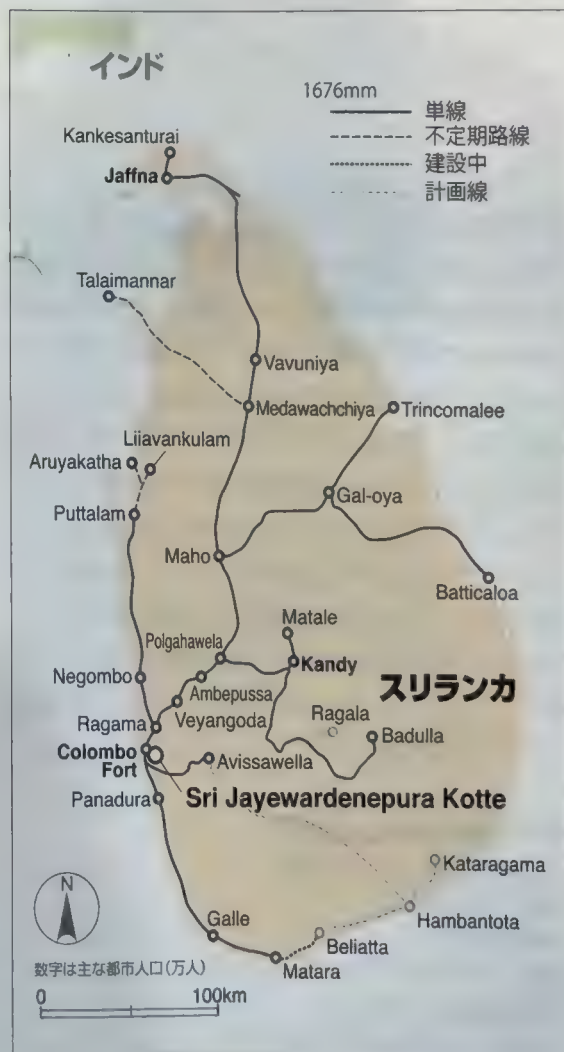 インド
1676mm
単線
不定期路線
建設中
計画線
Kankesanturai
Jaffna
Talaimannar
Vavuniya
Medawachchiya
Trincomalee
Liiavankulam
Aruyakatha
Gal-oya
Puttalam
Maho
Batticaloa
Matale
Polgahawela
Kandy
Negombo
Ambepussa
スリランカ
Veyangoda
Ragala
Ragama
Badulla
Colombo
Fort
Avissawella
Sri Jayewardenepura Kotte
Panadura
Kataragama
N
Hambantota
Galle
Beliatta
数字は主な都市人口(万人)
Matara
0
100km